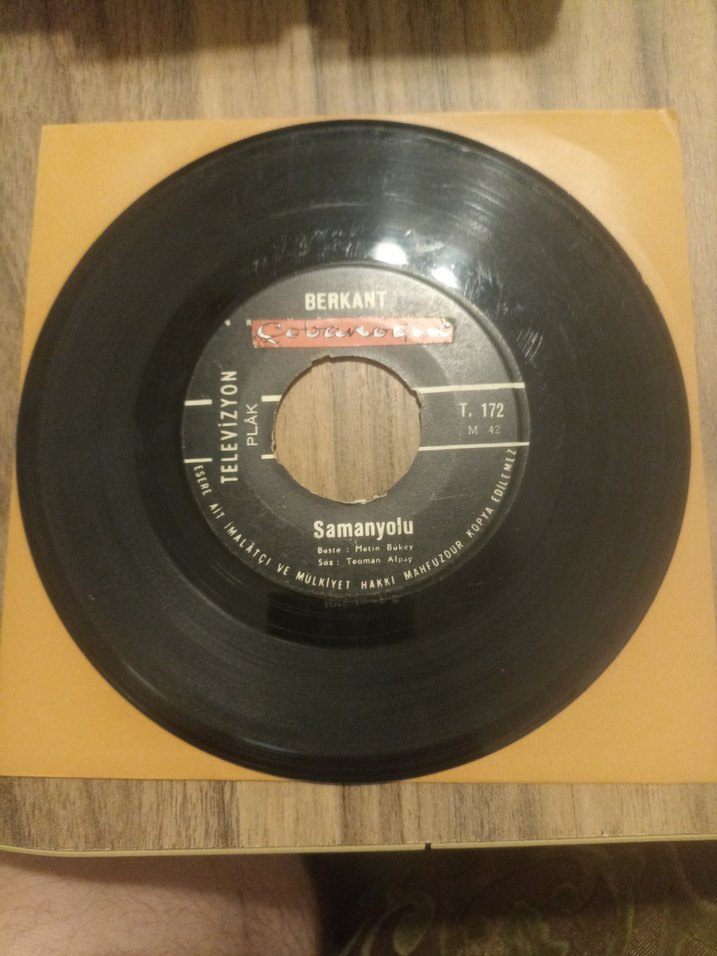 BERKANT
Çobanoğlu
TELEVİZYON
PLÂK
T. 172
M 42
Samanyolu
Beste : Metin Bükey
Söz : Teoman Alpay
ESERE AİT İMALÂTÇI VE MÜLKİYET HAKKI MAHFUZDUR KOPYA EDİLEMEZ